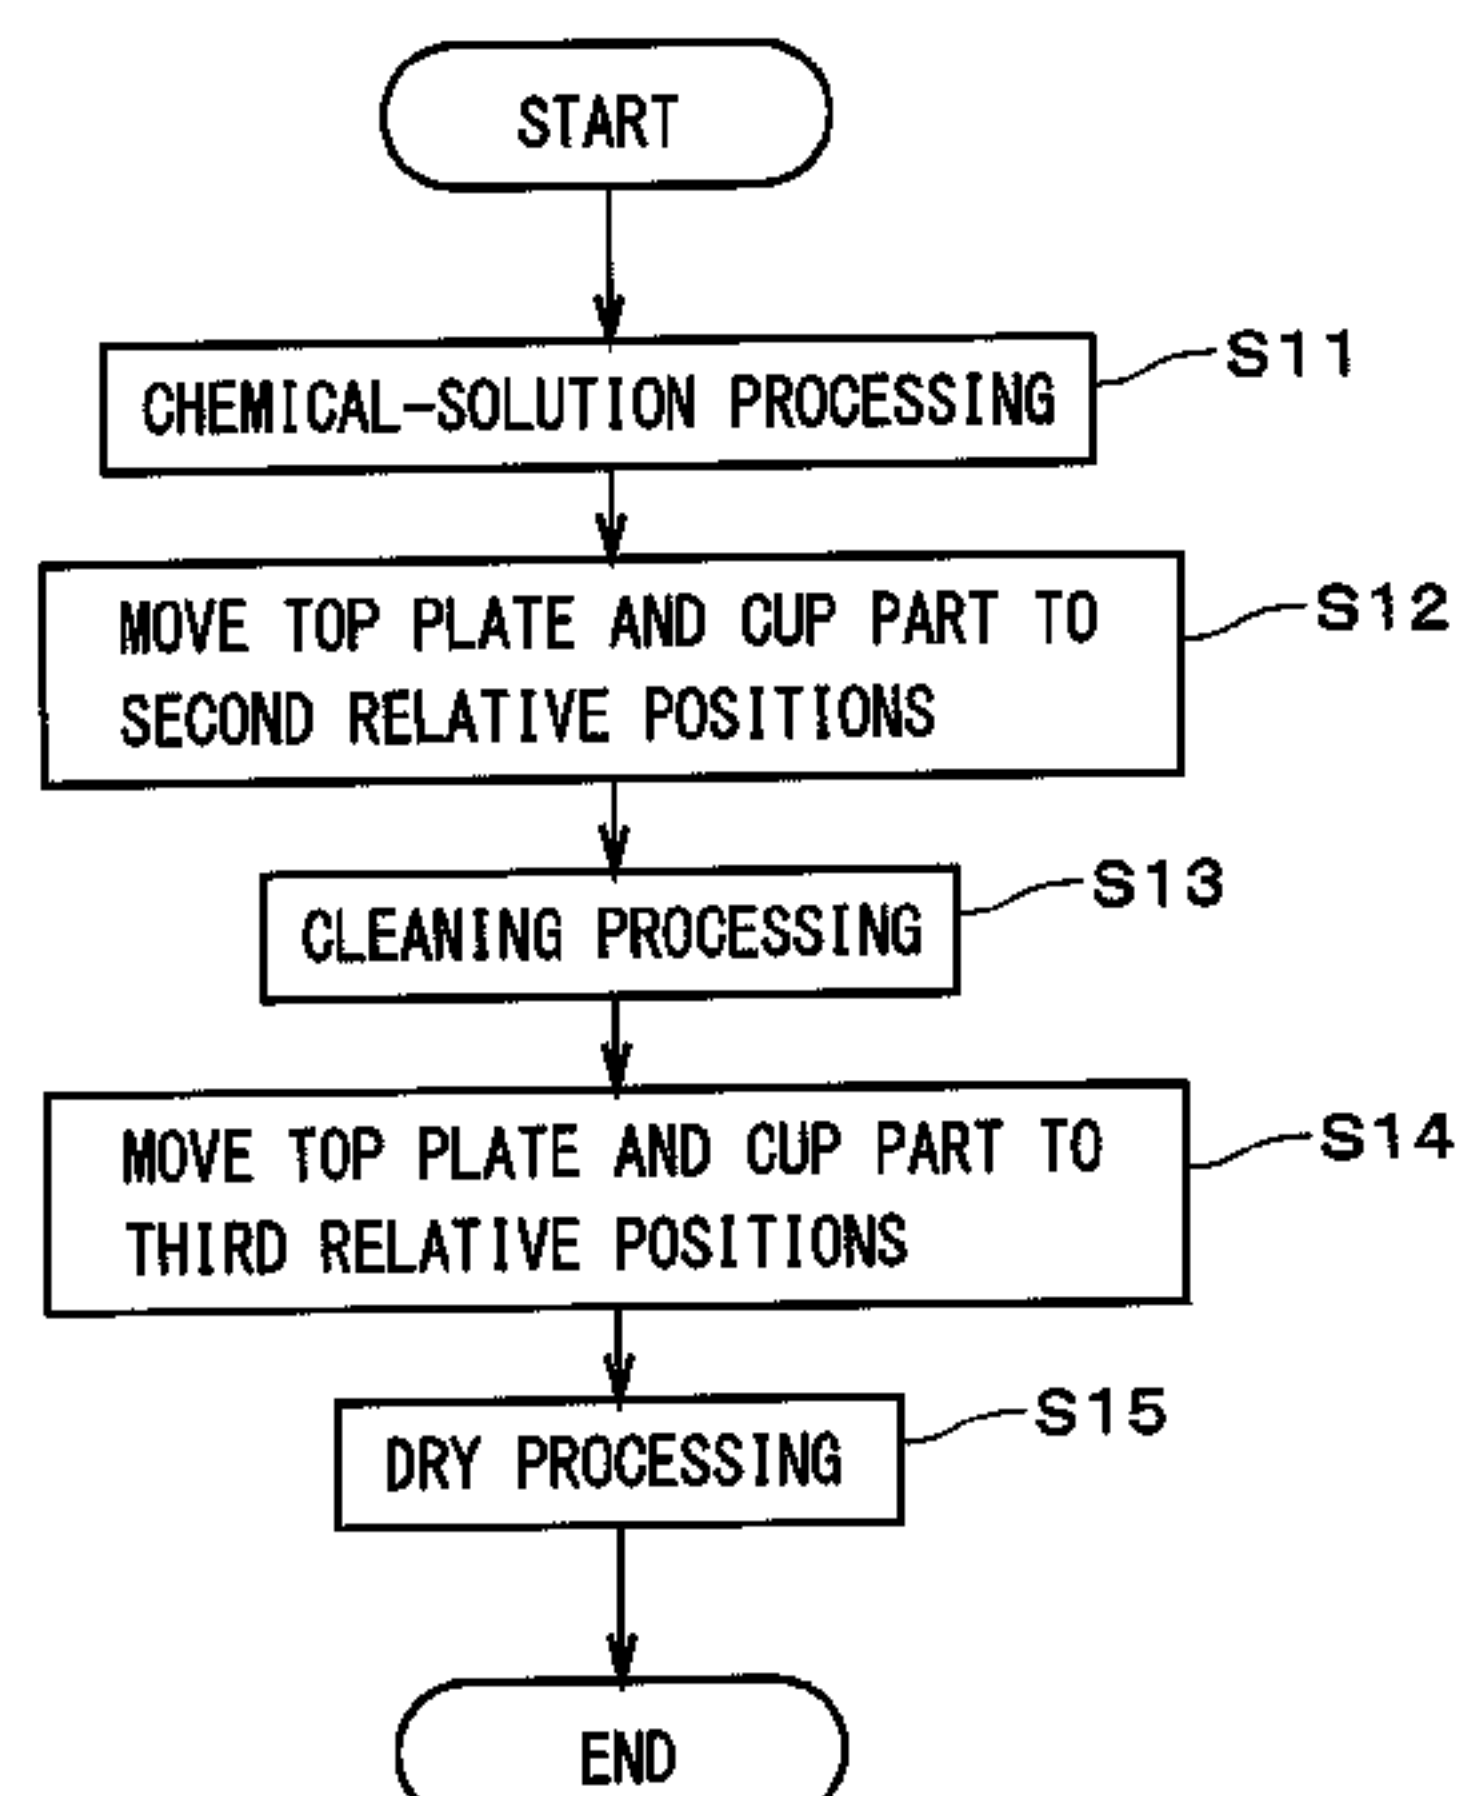 START
CHEMICAL-SOLUTION PROCESSING
S11
MOVE TOP PLATE AND CUP PART TO
SECOND RELATIVE POSITIONS
S12
CLEANING PROCESSING
S13
MOVE TOP PLATE AND CUP PART TO
THIRD RELATIVE POSITIONS
S14
DRY PROCESSING
S15
END